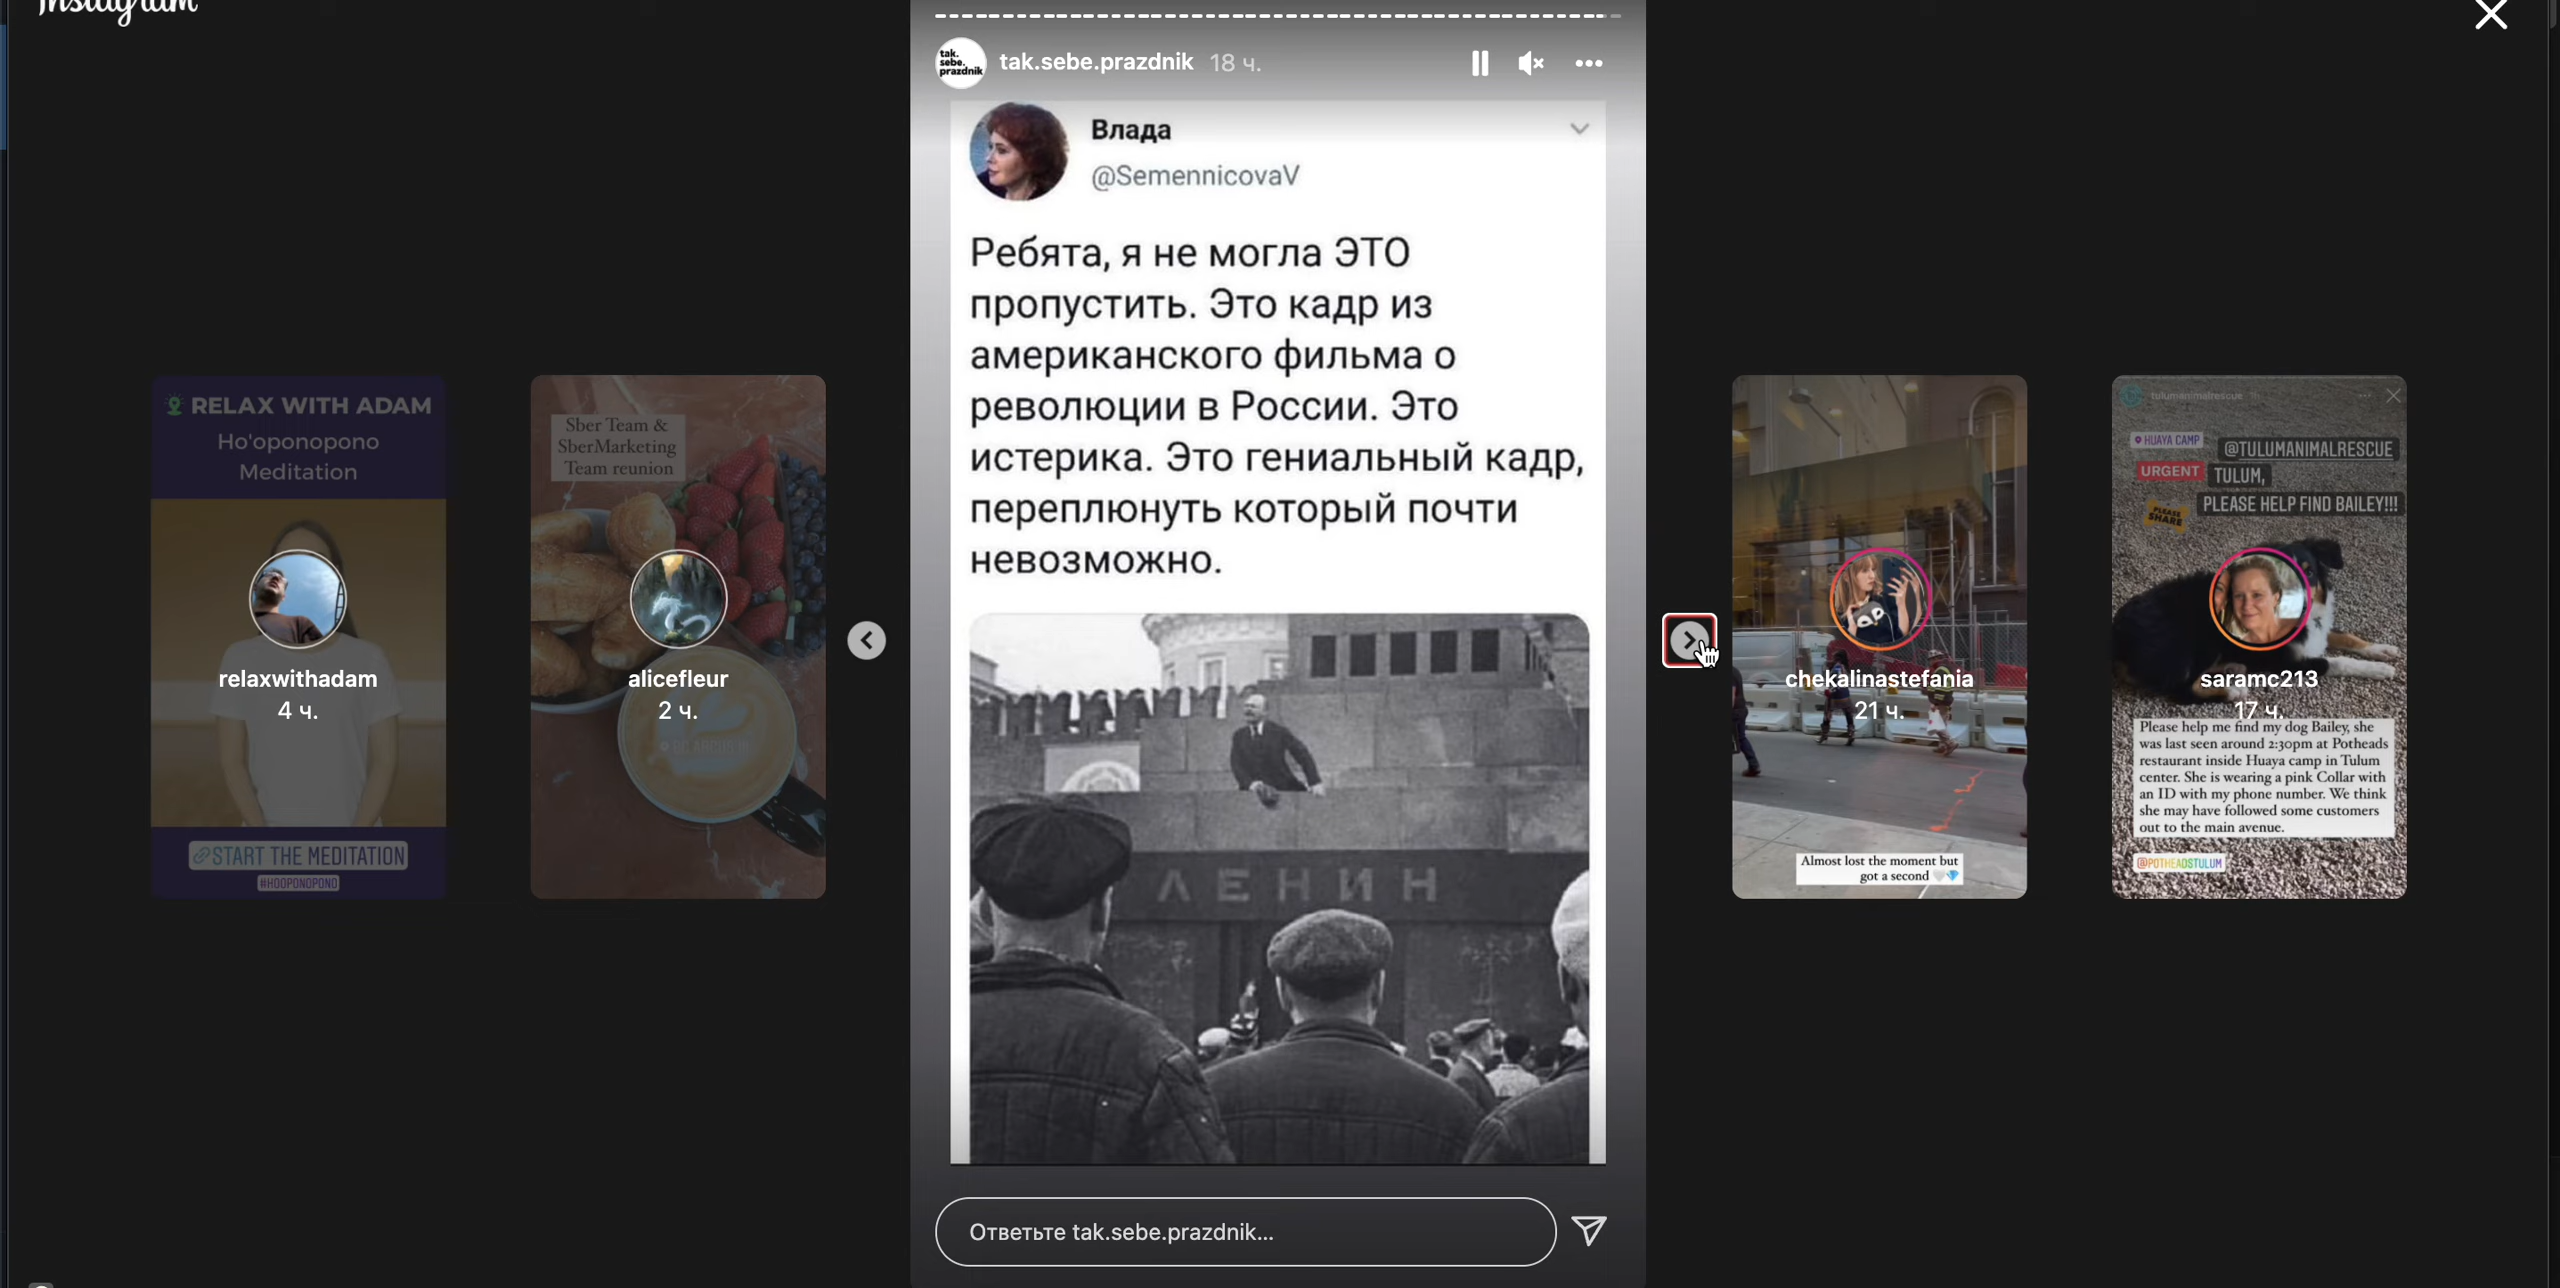 Instagram
tak.
sebe.
prazdnik
tak.sebe.prazdnik 18 ч.
Влада
@SemennicovaV
Ребята, я не могла ЭТО
пропустить. Это кадр из
американского фильма о
революции в России. Это
истерика. Это гениальный кадр,
переплюнуть который почти
невозможно.
ЛЕНИН
Ответьте tak.sebe.prazdnik...
RELAX WITH ADAM
Ho'oponopono
Meditation
relaxwithadam
4 ч.
START THE MEDITATION
#HOOPONOPONO
Sber Team &
SberMarketing
Team reunion
alicefleur
2 ч.
chekalinastefania
21 ч.
Almost lost the moment but
got a second
tulumanimalrescue
HUAYA CAMP
@TULUMANIMALRESCUE
URGENT TULUM,
PLEASE HELP FIND BAILEY!!!
PLEASE
SHARE
saramc213
17 ч.
Please help me find my dog Bailey, she
was last seen around 2:30pm at Potheads
restaurant inside Huaya camp in Tulum
center. She is wearing a pink Collar with
an ID with my phone number. We think
she may have followed some customers
out to the main avenue.
@POTHEADSTULUM